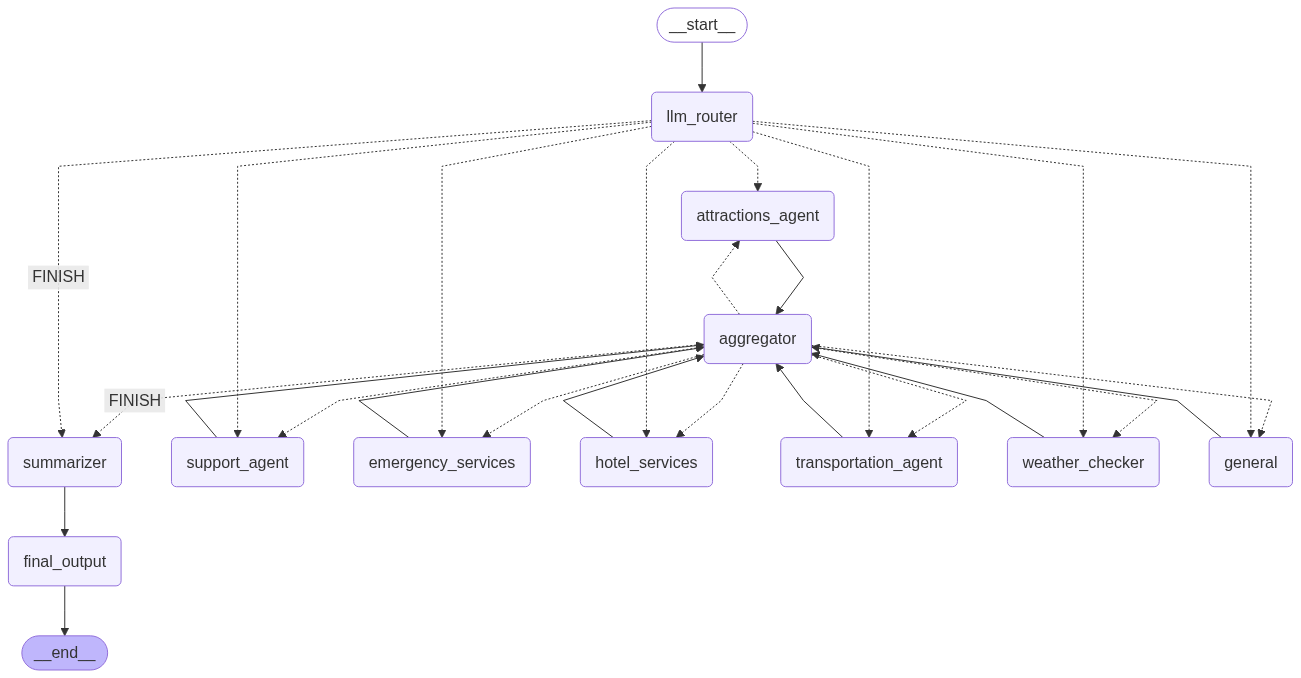 __start__
llm_router
attractions_agent
FINISH
aggregator
FINISH
summarizer
support_agent
emergency_services
hotel_services
transportation_agent
weather_checker
general
final_output
__end__